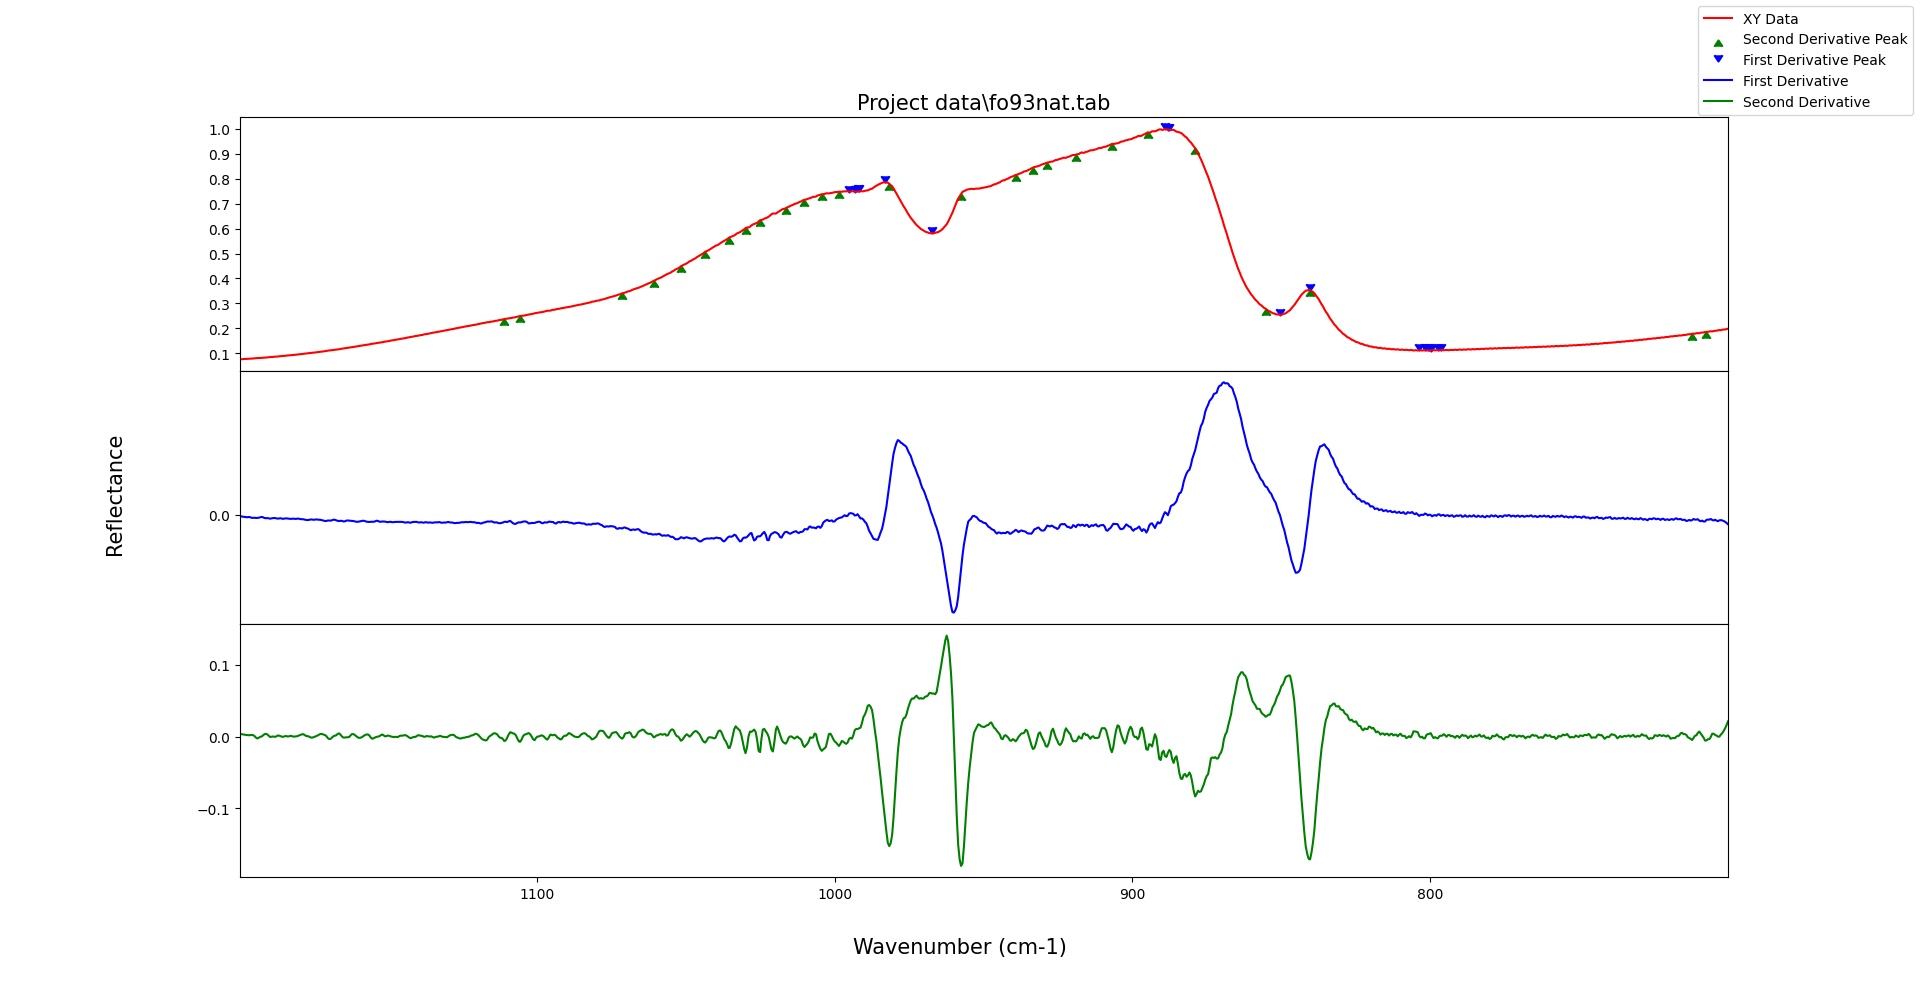 XY Data
Second Derivative Peak
First Derivative Peak
First Derivative
Second Derivative
Project data\fo93nat.tab
1.0
0.9
0.8
0.7
0.6
0.5
0.4
0.3
0.2
0.1
0.0
0.1
0.0
−0.1
Reflectance
1100 1000 900 800
Wavenumber (cm-1)